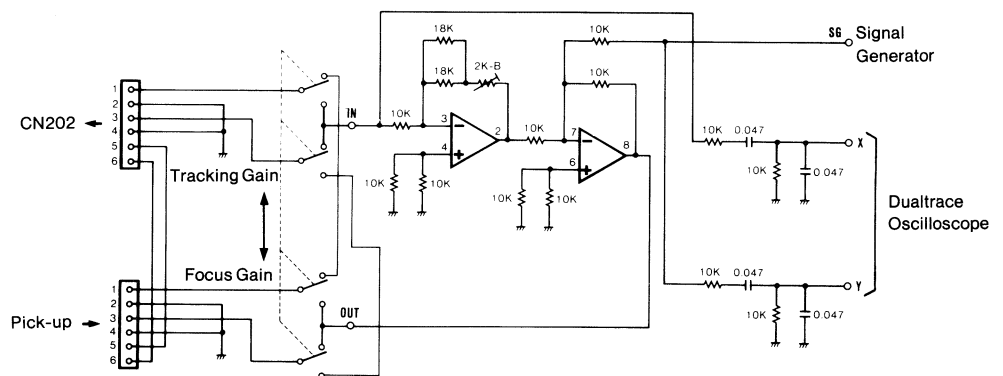 18K
18K
2K-B
10K
10K
SG
Signal
Generator
CN202
1
2
3
4
5
6
IN
10K
3
4
2
10K
7
6
8
10K
0.047
X
Tracking Gain
10K
10K
10K
10K
10K
0.047
Dualtrace
Oscilloscope
Focus Gain
Pick-up
1
2
3
4
5
6
OUT
10K
0.047
Y
10K
0.047